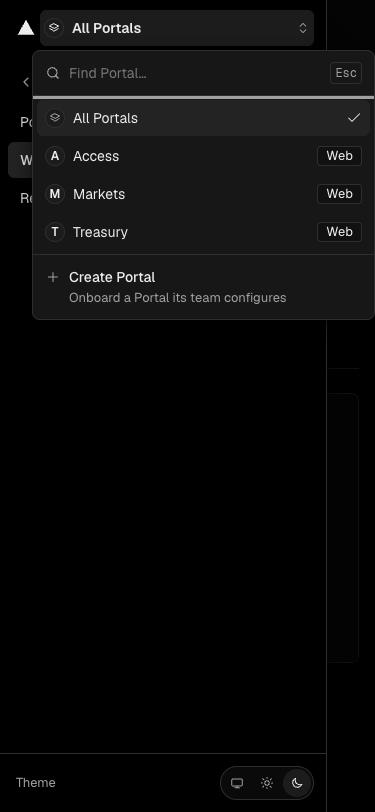 All Portals
Find Portal...
Esc
All Portals
A Access Web
M Markets Web
T Treasury Web
Create Portal
Onboard a Portal its team configures
Theme